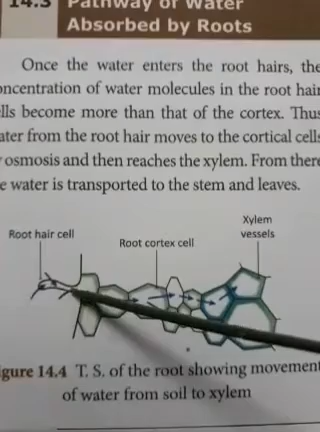 14.3 Pathway of Water
Absorbed by Roots
Once the water enters the root hairs, the
concentration of water molecules in the root hair
cells become more than that of the cortex. Thus
water from the root hair moves to the cortical cells
osmosis and then reaches the xylem. From there
water is transported to the stem and leaves.
Xylem
vessels
Root hair cell
Root cortex cell
Figure 14.4 T. S. of the root showing movement
of water from soil to xylem